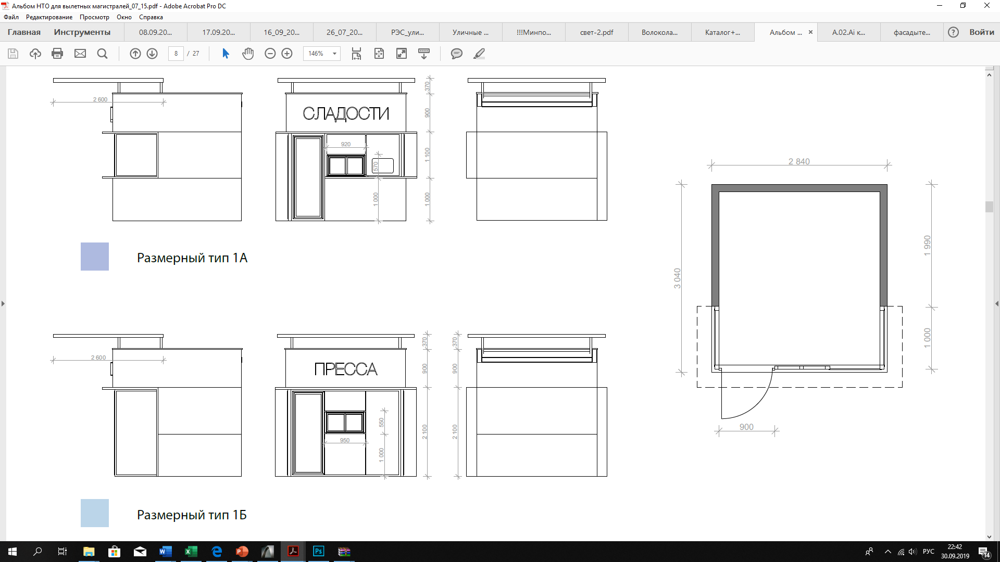 Альбом НТО для вылетных магистралей_07_15.pdf - Adobe Acrobat Pro DC
Файл Редактирование Просмотр Окно Справка
Главная Инструменты 08.09.20... 17.09.20... 16_09_20... 26_07_20... РЭС_ули... Уличные ... !!!Минпо... свет-2.pdf Волокола... Каталог+... Альбом ... × A.02.Ai к... фасадыте... ? Войти
8 / 27 146%
2 600
СЛАДОСТИ
920
570
1 000
370
900
1 100
1 000
Размерный тип 1А
2 840
3 040
1 990
1 000
900
2 600
ПРЕССА
950
550
1 000
370
900
2 100
370
900
2 100
Размерный тип 1Б
РУС
22:42
30.09.2019
14